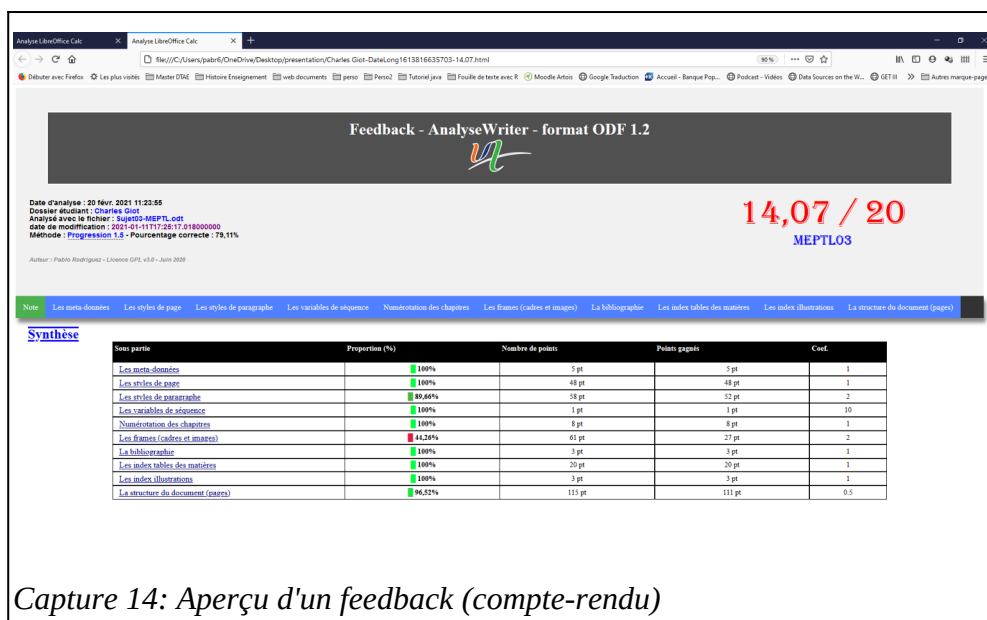 Analyse LibreOffice Calc × Analyse LibreOffice Calc × +
file:///C:/Users/pabr6/OneDrive/Desktop/presentation/Charles Giot-DateLong1613816635703-14,07.html 90 %
Débuter avec Firefox Les plus visités Master DTAE Histoire Enseignement web documents perso Perso2 Tutoriel java Fouille de texte avec R Moodle Artois Google Traduction Accueil - Banque Pop... Podcast - Vidéos Data Sources on the W... GET II Autres marque-page
Feedback - AnalyseWriter - format ODF 1.2
Date d'analyse : 20 févr. 2021 11:23:55
Dossier étudiant : Charles Giot
Analysé avec le fichier : Sujet03-MEPTL.odt
date de modiffication : 2021-01-11T17:25:17.018000000
Méthode : Progression 1.5 - Pourcentage correcte : 79,11%
14,07 / 20
MEPTL03
Auteur : Pablo Rodriguez - Licence GPL v3.0 - Juin 2020
Note Les meta-données Les styles de page Les styles de paragraphe Les variables de séquence Numérotation des chapitres Les frames (cadres et images) La bibliographie Les index tables des matières Les index illustrations La structure du document (pages)
Synthèse
Sous partie Proportion (%) Nombre de points Points gagnés Coef.
Les meta-données 100% 5 pt 5 pt 1
Les styles de page 100% 48 pt 48 pt 1
Les styles de paragraphe 89,66% 58 pt 52 pt 2
Les variables de séquence 100% 1 pt 1 pt 10
Numérotation des chapitres 100% 8 pt 8 pt 1
Les frames (cadres et images) 44,26% 61 pt 27 pt 2
La bibliographie 100% 3 pt 3 pt 1
Les index tables des matières 100% 20 pt 20 pt 1
Les index illustrations 100% 3 pt 3 pt 1
La structure du document (pages) 96,52% 115 pt 111 pt 0.5
Capture 14: Aperçu d'un feedback (compte-rendu)